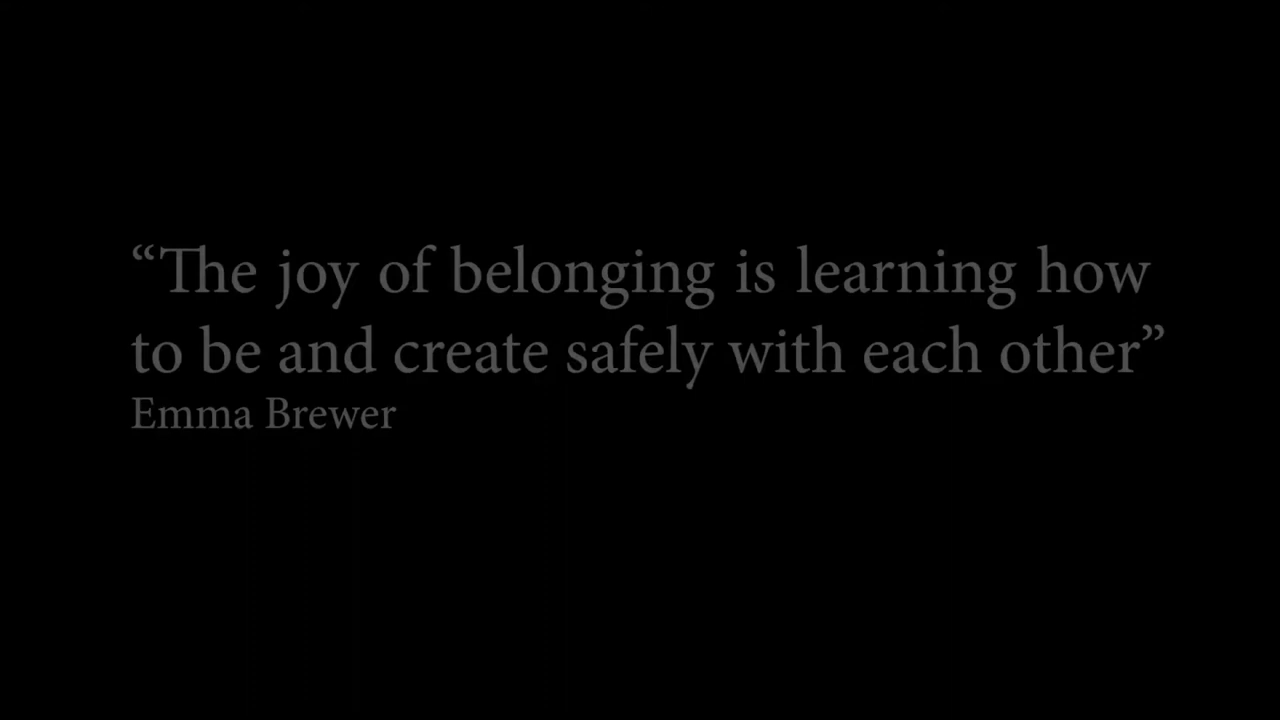 “The joy of belonging is learning how
to be and create safely with each other”
Emma Brewer